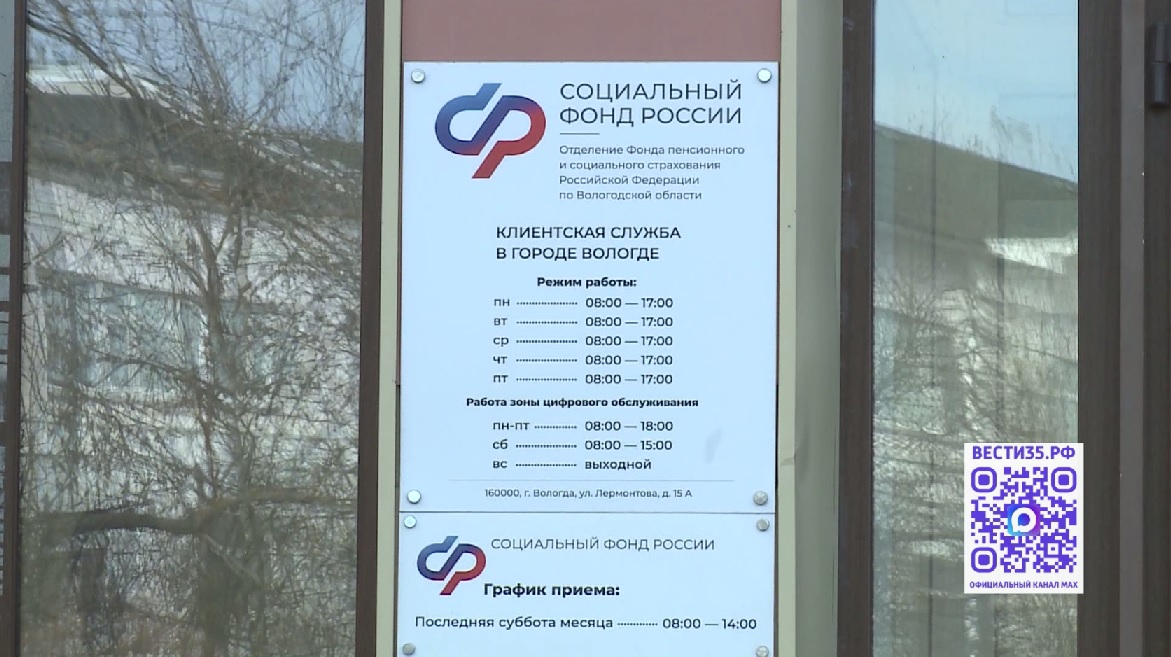 СОЦИАЛЬНЫЙ
ФОНД РОССИИ
Отделение Фонда пенсионного
и социального страхования
Российской Федерации
по Вологодской области
КЛИЕНТСКАЯ СЛУЖБА
В ГОРОДЕ ВОЛОГДЕ
Режим работы:
пн 08:00 — 17:00
вт 08:00 — 17:00
ср 08:00 — 17:00
чт 08:00 — 17:00
пт 08:00 — 17:00
Работа зоны цифрового обслуживания
пн-пт 08:00 — 18:00
сб 08:00 — 15:00
вс выходной
160000, г. Вологда, ул. Лермонтова, д. 15 А
СОЦИАЛЬНЫЙ ФОНД РОССИИ
График приема:
Последняя суббота месяца 08:00 — 14:00
ВЕСТИ35.РФ
ОФИЦИАЛЬНЫЙ КАНАЛ MAX